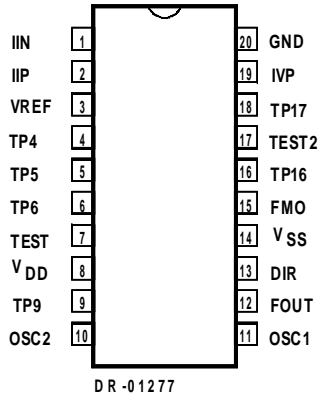 IIN 1 20 GND
IIP 2 19 IVP
VREF 3 18 TP17
TP4 4 17 TEST2
TP5 5 16 TP16
TP6 6 15 FMO
TEST 7 14 VSS
VDD 8 13 DIR
TP9 9 12 FOUT
OSC2 10 11 OSC1
DR-01277